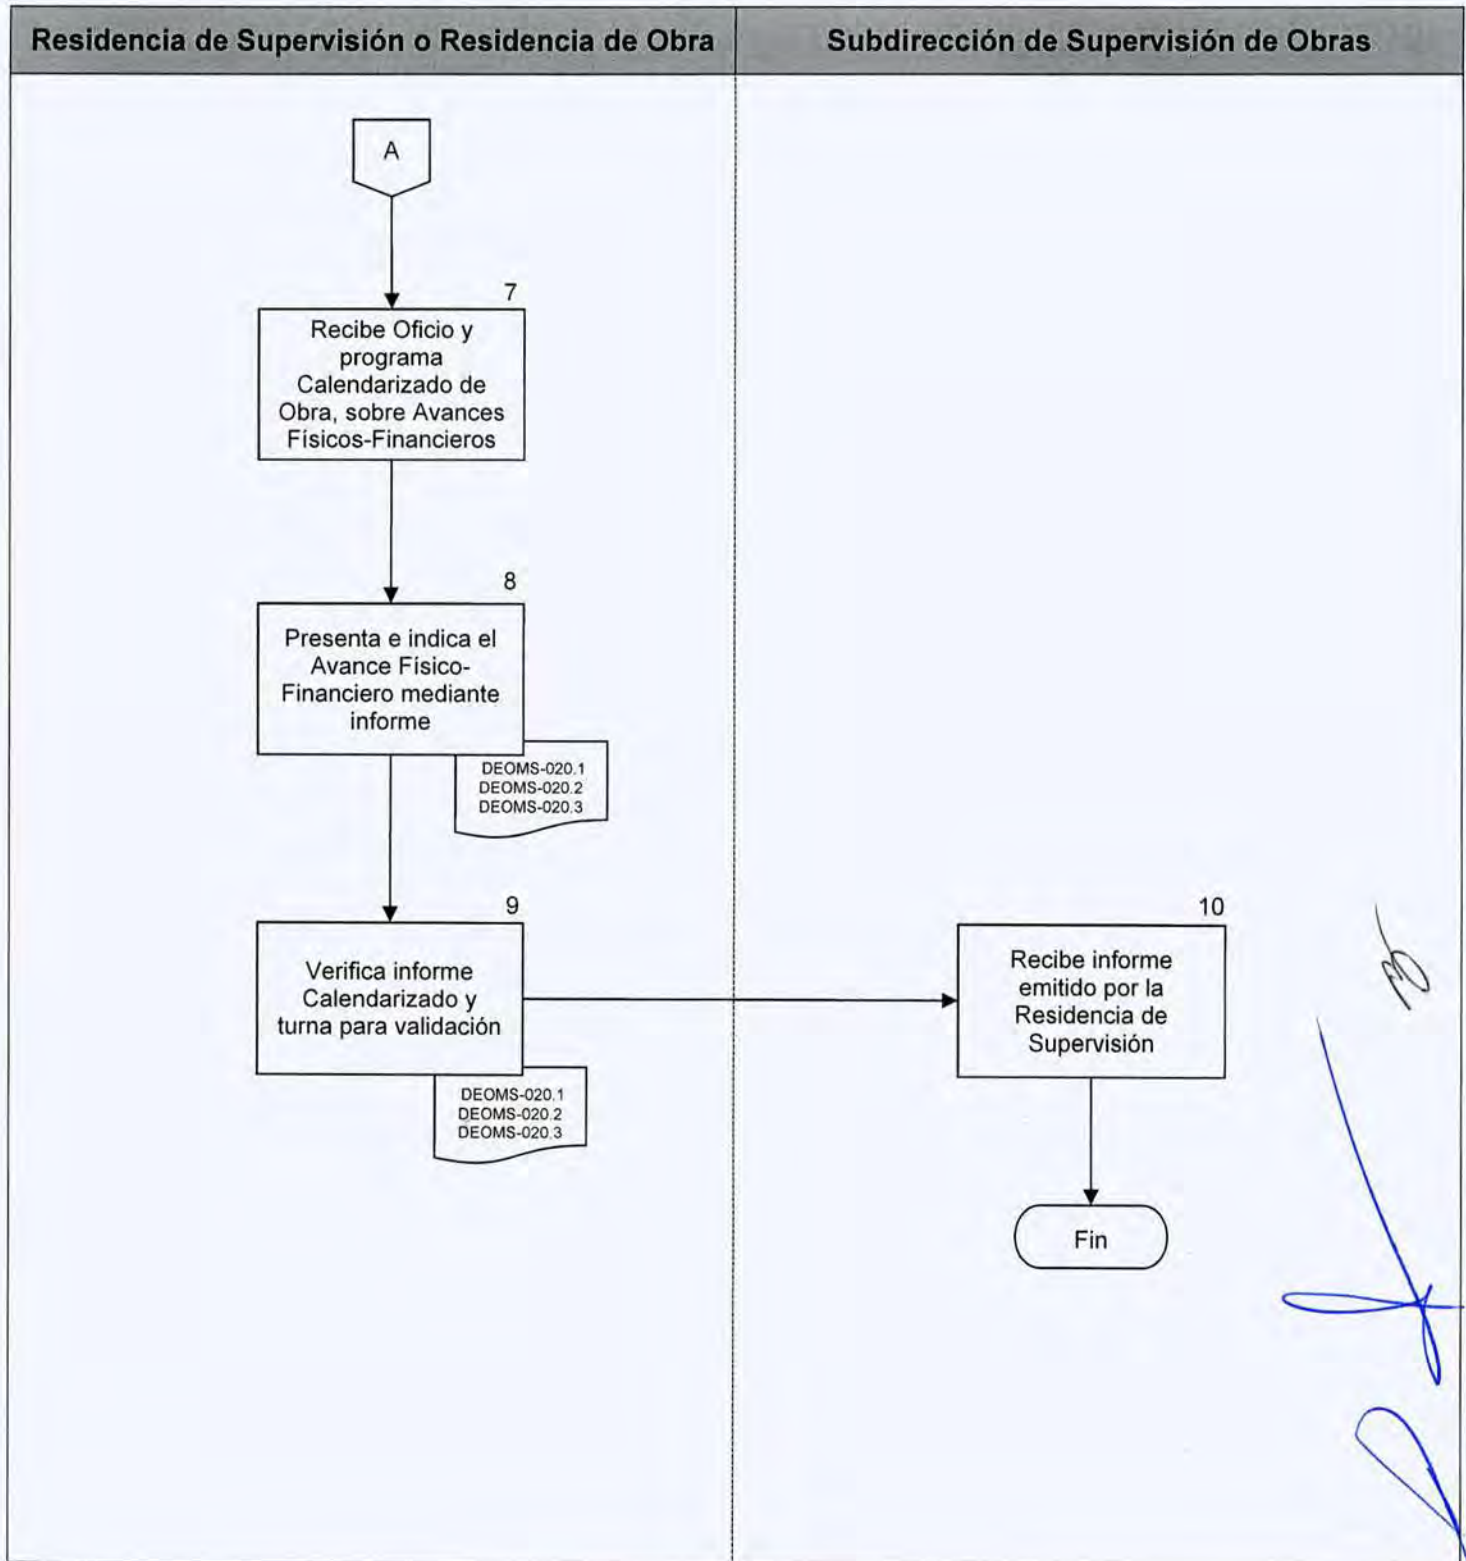 Residencia de Supervisión o Residencia de Obra
Subdirección de Supervisión de Obras
A
7
Recibe Oficio y
programa
Calendarizado de
Obra, sobre Avances
Físicos-Financieros
8
Presenta e indica el
Avance Físico-
Financiero mediante
informe
DEOMS-020.1
DEOMS-020.2
DEOMS-020.3
9
Verifica informe
Calendarizado y
turna para validación
DEOMS-020.1
DEOMS-020.2
DEOMS-020.3
10
Recibe informe
emitido por la
Residencia de
Supervisión
Fin